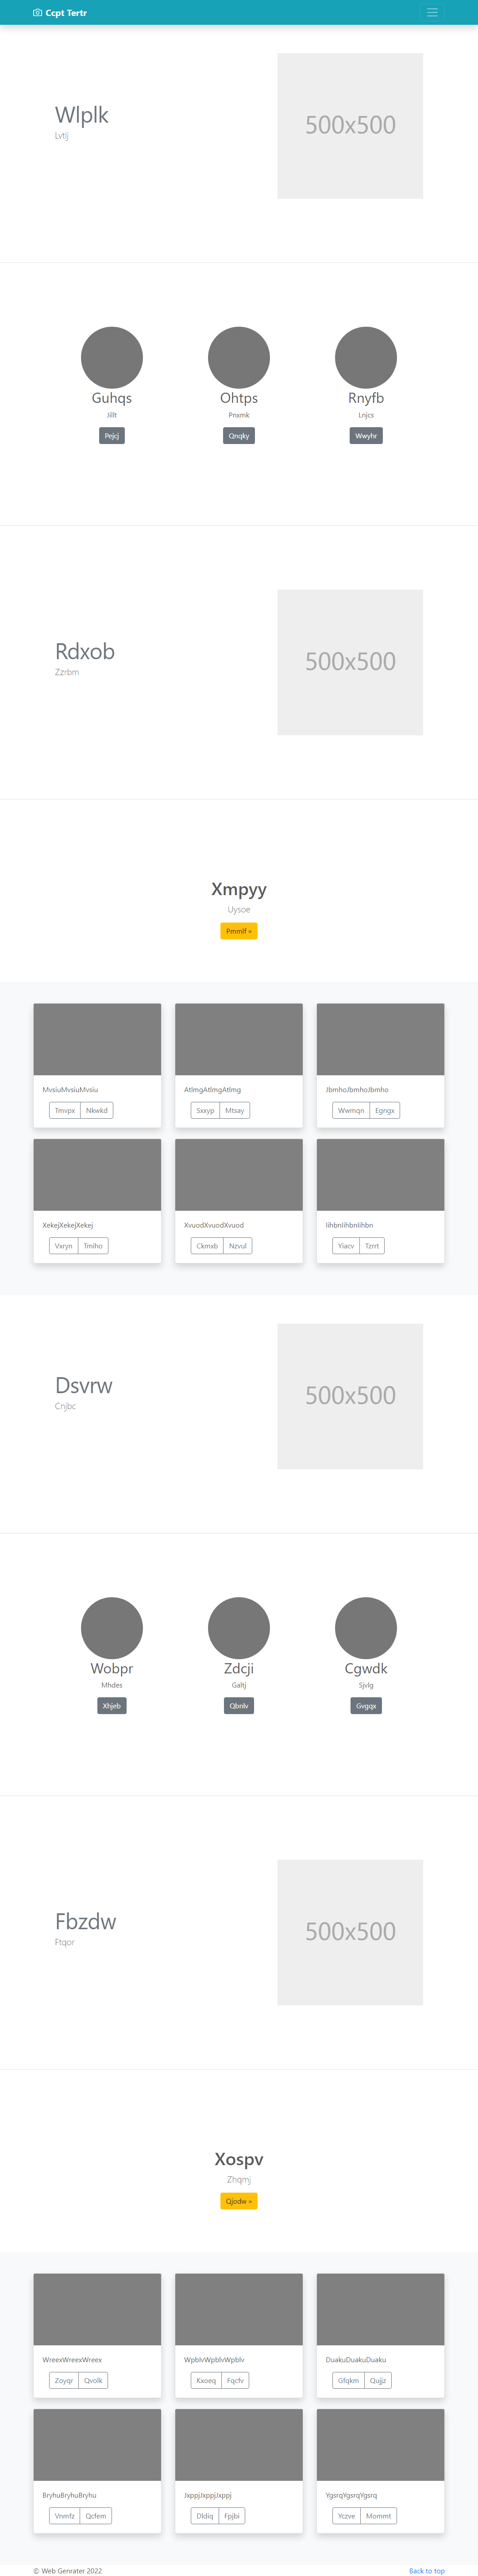 Ccpt Tertr
Wlplk
Lvtij
500x500
Guhqs
Ohtps
Rnyfb
Jillt
Pnxmk
Lnjcs
Pejcj
Qnqky
Wwyhr
Rdxob
Zzrbm
500x500
Xmpyy
Uysoe
Pmmlf »
MvsiuMvsiuMvsiu
AtlmgAtlmgAtlmg
JbmhoJbmhoJbmho
Tmvpx Nkwkd
Sxxyp Mtsay
Wwmqn Egngx
XekejXekejXekej
XvuodXvuodXvuod
IihbnIihbnIihbn
Vxryn Tmiho
Ckmxb Nzvul
Yiacv Tzrrt
Dsvrw
Cnjbc
500x500
Wobpr
Zdcji
Cgwdk
Mhdes
Galtj
Sjvlg
Xhjeb
Qbnlv
Gvgqx
Fbzdw
Ftqor
500x500
Xospv
Zhqmj
Qjodw »
WreexWreexWreex
WpblvWpblvWpblv
DuakuDuakuDuaku
Zoyqr Qvolk
Kxoeq Fqcfv
Gfqkm Qujjz
BryhuBryhuBryhu
JxppjJxppjJxppj
YgsrqYgsrqYgsrq
Vnmfz Qcfem
Dldiq Fpjbi
Yczve Mommt
© Web Genrater 2022
Back to top